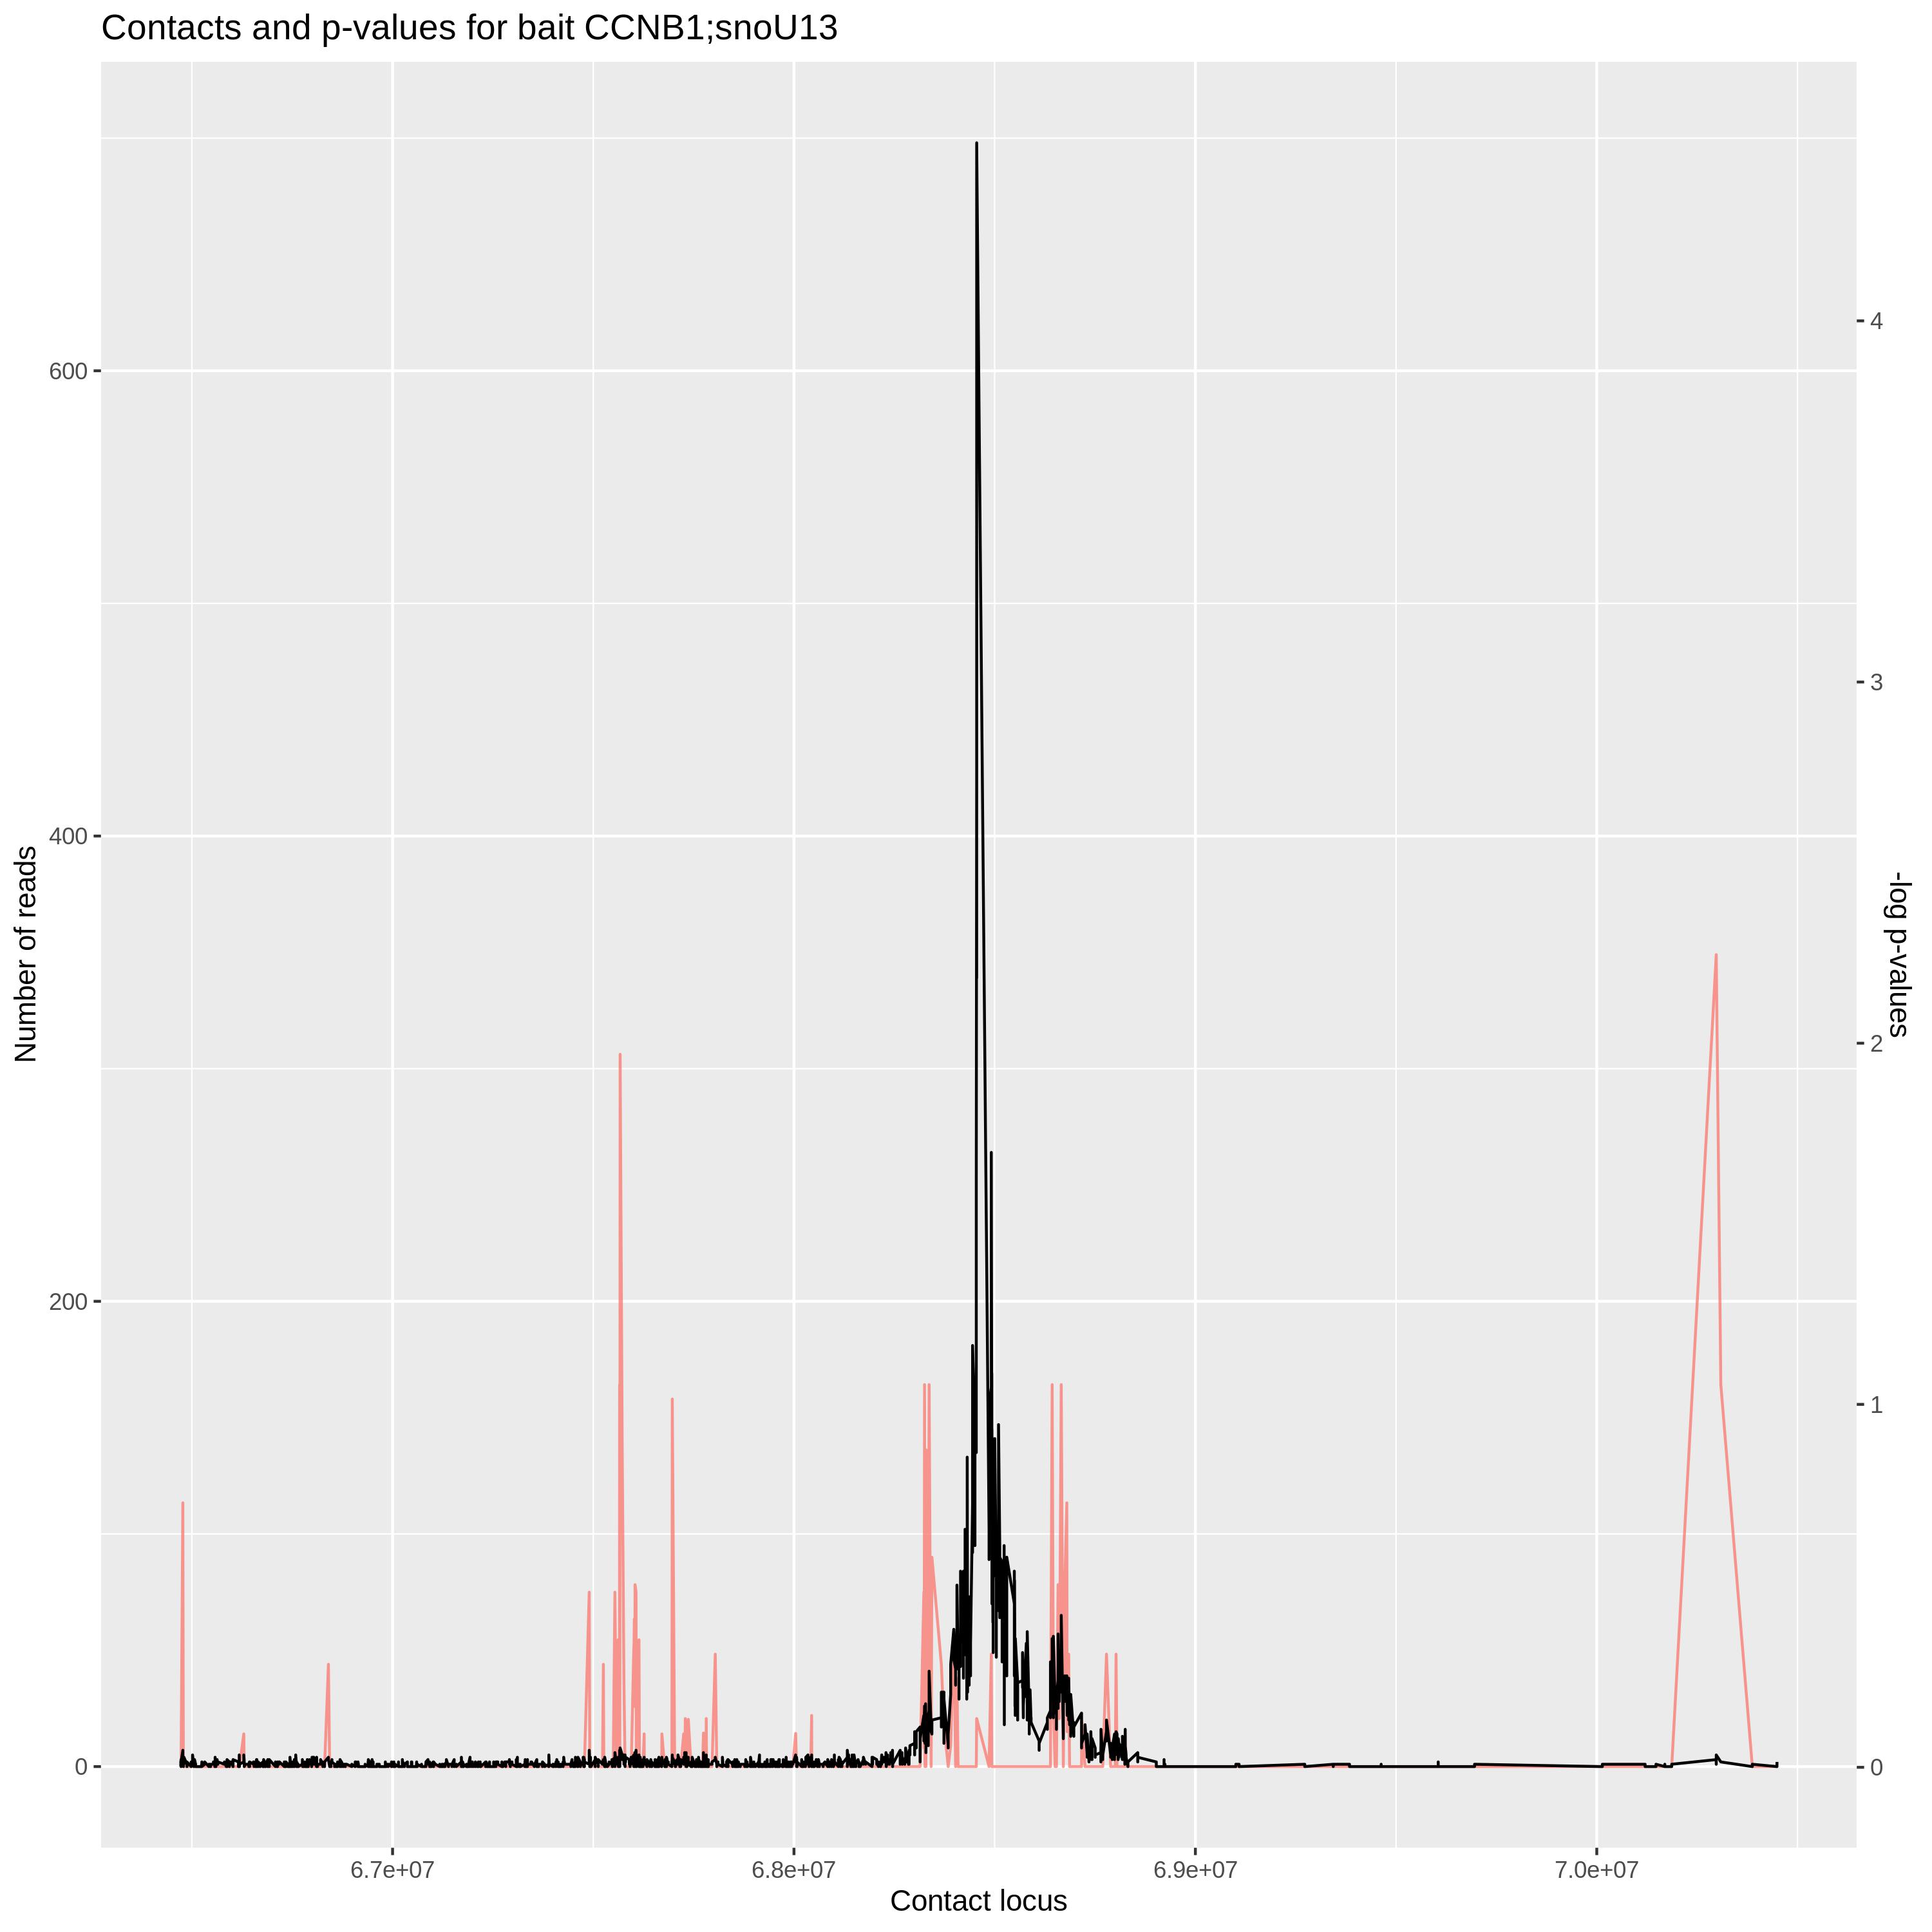 Contacts and p-values for bait CCNB1;snoU13
Number of reads
600
400
200
0
4
3
2
1
0
-log p-values
6.7e+07
6.8e+07
6.9e+07
7.0e+07
Contact locus